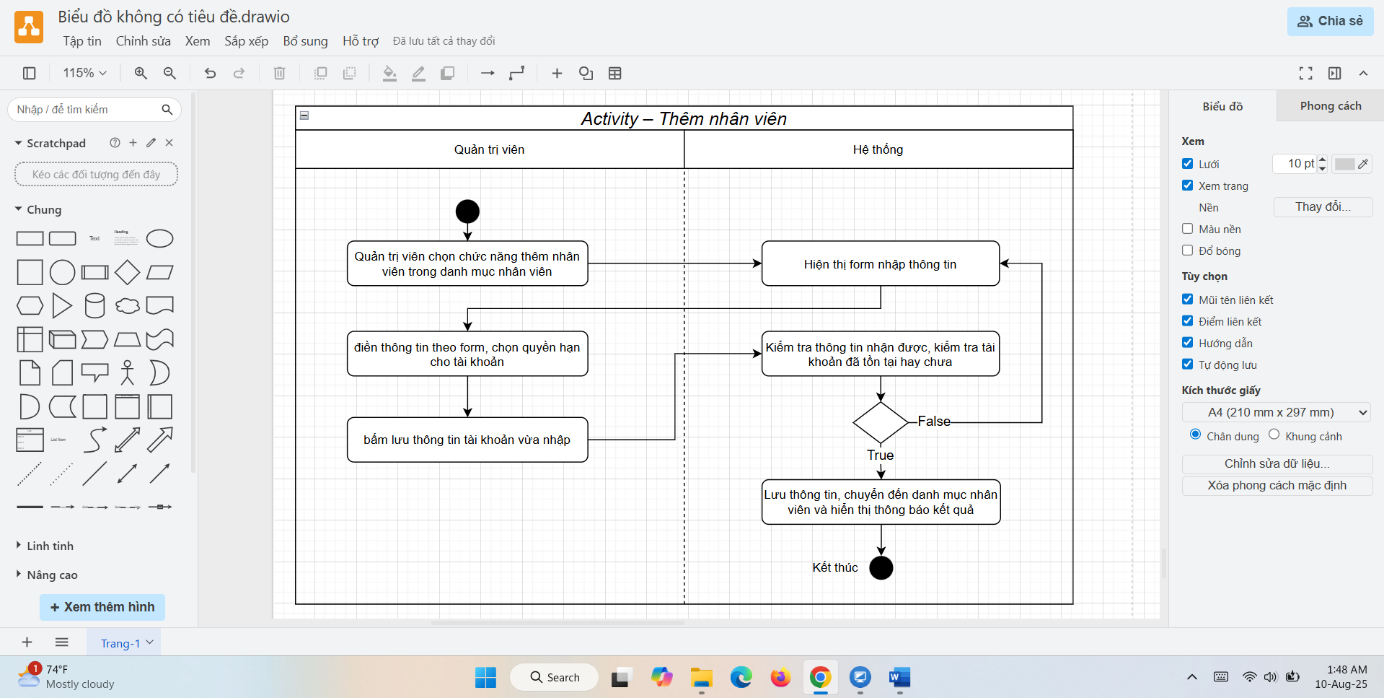 Biểu đồ không có tiêu đề.drawio
Tập tin Chỉnh sửa Xem Sắp xếp Bổ sung Hỗ trợ Đã lưu tất cả thay đổi
Chia sẻ
115%
Nhập / để tìm kiếm
Scratchpad
Kéo các đối tượng đến đây
Chung
Text
Heading
List Item
Linh tinh
Nâng cao
+ Xem thêm hình
Activity – Thêm nhân viên
Quản trị viên
Hệ thống
Quản trị viên chọn chức năng thêm nhân
viên trong danh mục nhân viên
Hiện thị form nhập thông tin
điền thông tin theo form, chọn quyền hạn
cho tài khoản
Kiểm tra thông tin nhận được, kiểm tra tài
khoản đã tồn tại hay chưa
bấm lưu thông tin tài khoản vừa nhập
False
True
Lưu thông tin, chuyển đến danh mục nhân
viên và hiển thị thông báo kết quả
Kết thúc
Biểu đồ
Phong cách
Xem
Lưới
10 pt
Xem trang
Nền
Thay đổi...
Màu nền
Đổ bóng
Tùy chọn
Mũi tên liên kết
Điểm liên kết
Hướng dẫn
Tự động lưu
Kích thước giấy
A4 (210 mm x 297 mm)
Chân dung
Khung cảnh
Chỉnh sửa dữ liệu...
Xóa phong cách mặc định
Trang-1
1
74°F
Mostly cloudy
Search
1:48 AM
10-Aug-25